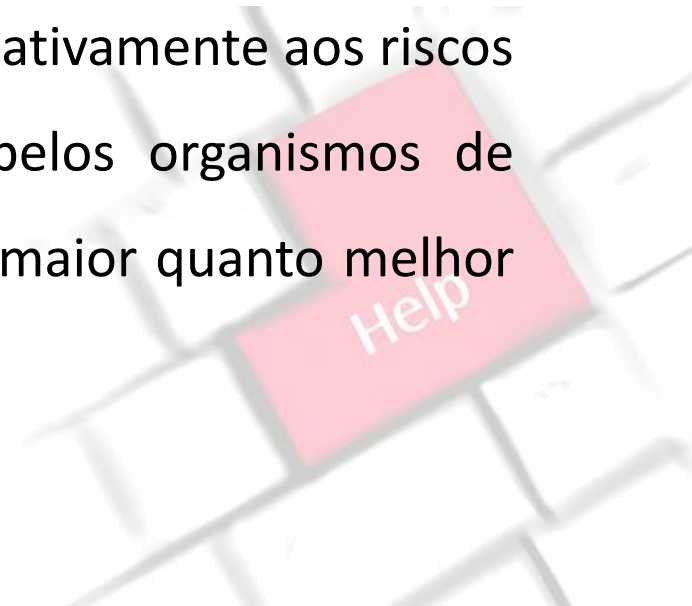 ativamente aos riscos
pelos organismos de
maior quanto melhor
Help